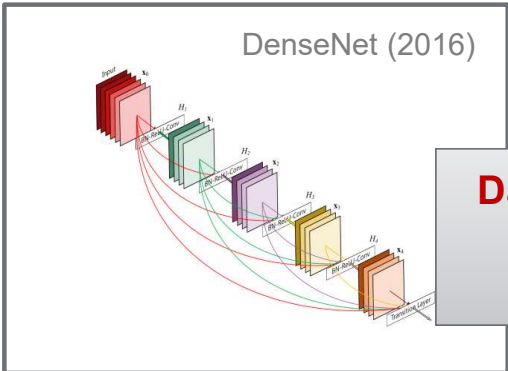 DenseNet (2016)
Input
x₀
H₁
x₁
BN-ReLU-Conv
H₂
x₂
BN-ReLU-Conv
H₃
x₃
BN-ReLU-Conv
H₄
x₄
BN-ReLU-Conv
Transition Layer